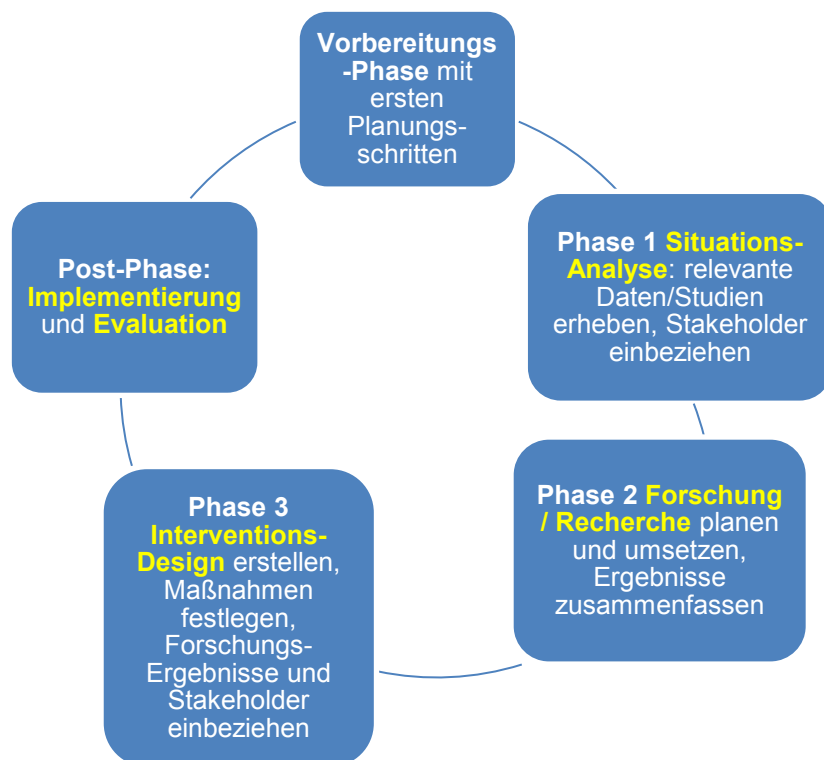 Vorbereitungs
-Phase mit
ersten
Planungs-
schritten
Phase 1 Situations-
Analyse: relevante
Daten/Studien
erheben, Stakeholder
einbeziehen
Phase 2 Forschung
/ Recherche planen
und umsetzen,
Ergebnisse
zusammenfassen
Phase 3
Interventions-
Design erstellen,
Maßnahmen
festlegen,
Forschungs-
Ergebnisse und
Stakeholder
einbeziehen
Post-Phase:
Implementierung
und Evaluation